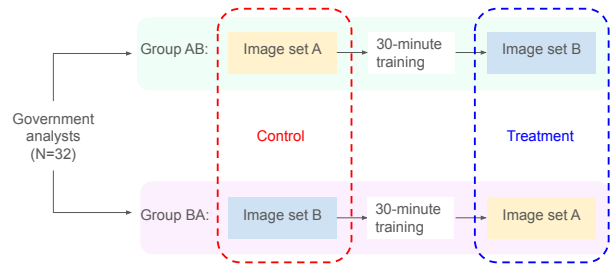 Group AB:
Image set A
30-minute
training
Image set B
Government
analysts
(N=32)
Control
Treatment
Group BA:
Image set B
30-minute
training
Image set A